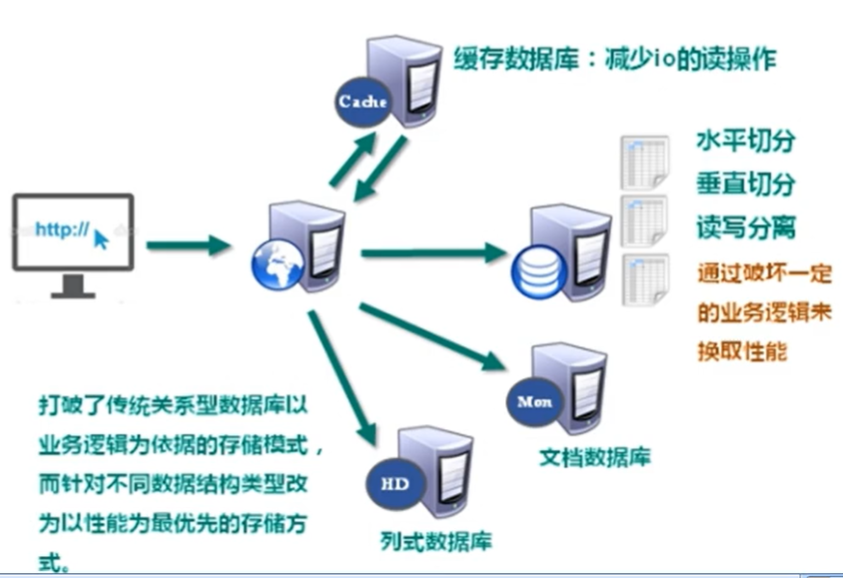 缓存数据库：减少io的读操作
Cache
水平切分
垂直切分
读写分离
http://
通过破坏一定
的业务逻辑来
换取性能
Mon
文档数据库
打破了传统关系型数据库以
业务逻辑为依据的存储模式，
而针对不同数据结构类型改
为以性能为最优先的存储方
式。
HD
列式数据库